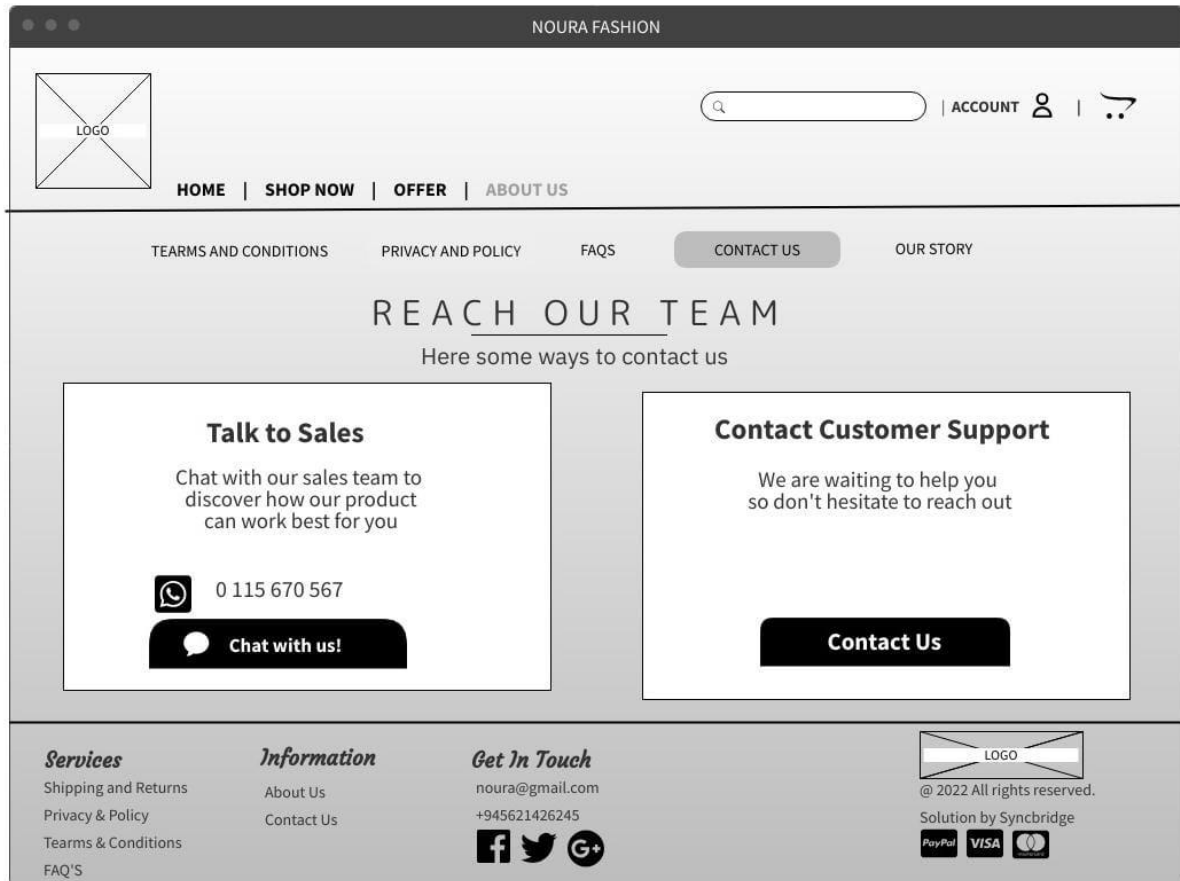 NOURA FASHION
LOGO
| ACCOUNT |
HOME | SHOP NOW | OFFER | ABOUT US
TEARMS AND CONDITIONS PRIVACY AND POLICY FAQS CONTACT US OUR STORY
REACH OUR TEAM
Here some ways to contact us
Talk to Sales
Chat with our sales team to
discover how our product
can work best for you
0 115 670 567
Chat with us!
Contact Customer Support
We are waiting to help you
so don't hesitate to reach out
Contact Us
Services
Shipping and Returns
Privacy & Policy
Tearms & Conditions
FAQ'S
Information
About Us
Contact Us
Get In Touch
noura@gmail.com
+945621426245
G+
LOGO
@ 2022 All rights reserved.
Solution by Syncbridge
PayPal VISA